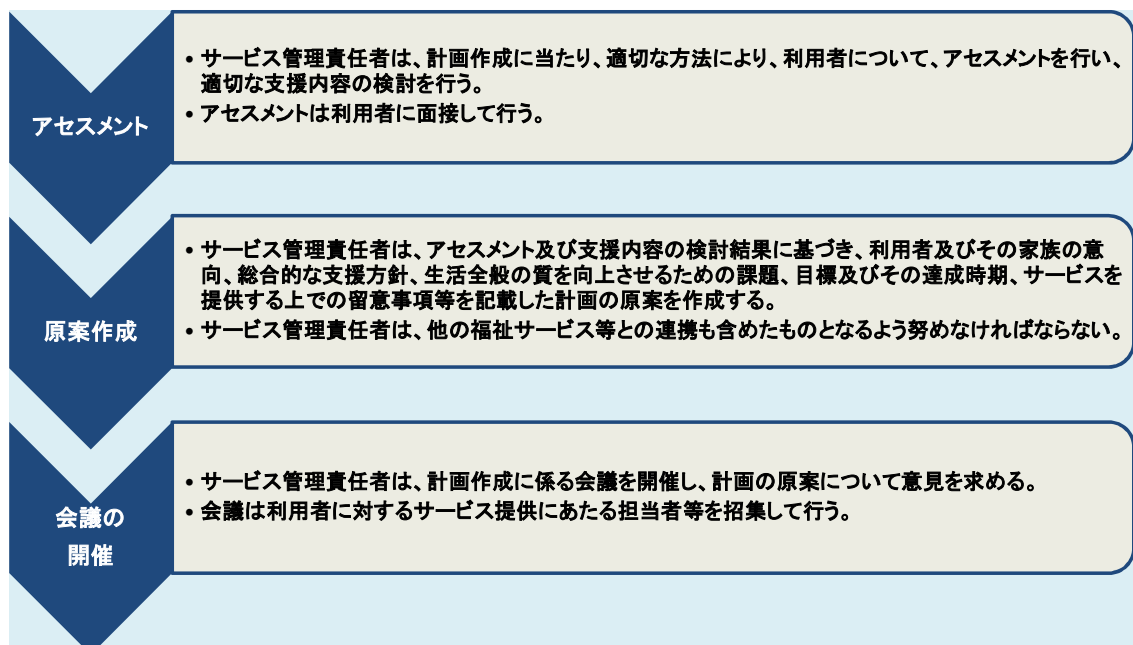 アセスメント
• サービス管理責任者は、計画作成に当たり、適切な方法により、利用者について、アセスメントを行い、
適切な支援内容の検討を行う。
• アセスメントは利用者に面接して行う。
原案作成
• サービス管理責任者は、アセスメント及び支援内容の検討結果に基づき、利用者及びその家族の意
向、総合的な支援方針、生活全般の質を向上させるための課題、目標及びその達成時期、サービスを
提供する上での留意事項等を記載した計画の原案を作成する。
• サービス管理責任者は、他の福祉サービス等との連携も含めたものとなるよう努めなければならない。
会議の
開催
• サービス管理責任者は、計画作成に係る会議を開催し、計画の原案について意見を求める。
• 会議は利用者に対するサービス提供にあたる担当者等を招集して行う。